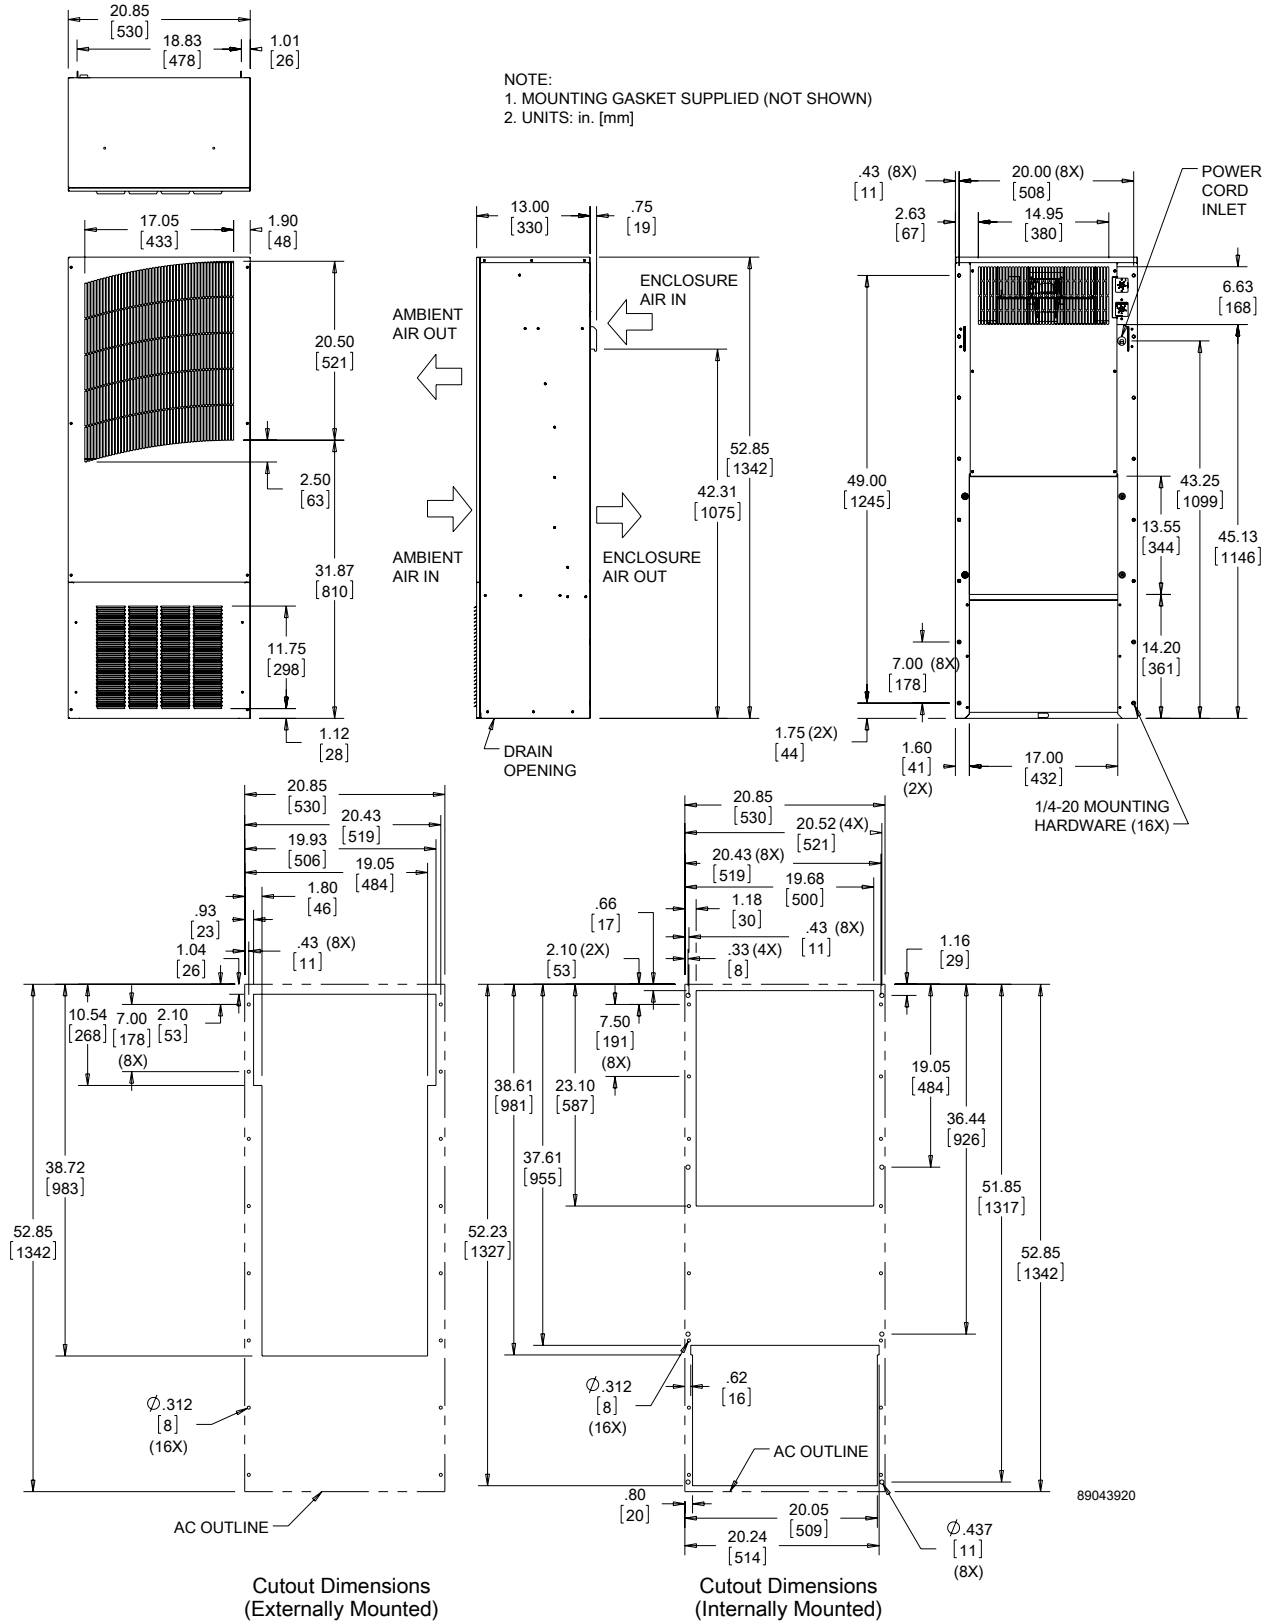 20.85
[530]
18.83
[478]
1.01
[26]
NOTE:
1. MOUNTING GASKET SUPPLIED (NOT SHOWN)
2. UNITS: in. [mm]
17.05
[433]
1.90
[48]
20.50
[521]
2.50
[63]
31.87
[810]
11.75
[298]
1.12
[28]
13.00
[330]
.75
[19]
AMBIENT
AIR OUT
ENCLOSURE
AIR IN
52.85
[1342]
42.31
[1075]
AMBIENT
AIR IN
ENCLOSURE
AIR OUT
DRAIN
OPENING
.43 (8X)
[11]
20.00 (8X)
[508]
POWER
CORD
INLET
2.63
[67]
14.95
[380]
6.63
[168]
49.00
[1245]
43.25
[1099]
13.55
[344]
45.13
[1146]
7.00 (8X)
[178]
14.20
[361]
1.75 (2X)
[44]
1.60
[41]
(2X)
17.00
[432]
1/4-20 MOUNTING
HARDWARE (16X)
20.85
[530]
20.43
[519]
19.93
[506]
19.05
[484]
1.80
[46]
.93
[23]
1.04
[26]
.43 (8X)
[11]
10.54
[268]
7.00
[178]
(8X)
2.10
[53]
38.72
[983]
52.85
[1342]
Ø.312
[8]
(16X)
AC OUTLINE
Cutout Dimensions
(Externally Mounted)
20.85
[530]
20.52 (4X)
[521]
20.43 (8X)
[519]
19.68
[500]
.66
[17]
1.18
[30]
.43 (8X)
[11]
2.10 (2X)
[53]
.33 (4X)
[8]
1.16
[29]
7.50
[191]
(8X)
38.61
[981]
23.10
[587]
19.05
[484]
36.44
[926]
37.61
[955]
51.85
[1317]
52.23
[1327]
52.85
[1342]
Ø.312
[8]
(16X)
.62
[16]
AC OUTLINE
.80
[20]
20.05
[509]
20.24
[514]
Ø.437
[11]
(8X)
89043920
Cutout Dimensions
(Internally Mounted)